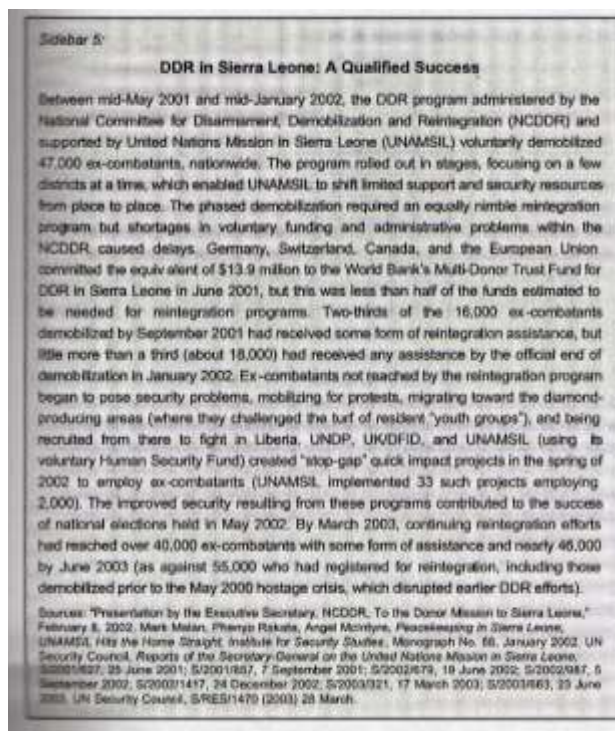 Sidebar 5:
DDR in Sierra Leone: A Qualified Success
Between mid-May 2001 and mid-January 2002, the DDR program administered by the
National Committee for Disarmament, Demobilization and Reintegration (NCDDR) and
supported by United Nations Mission in Sierra Leone (UNAMSIL) voluntarily demobilized
47,000 ex-combatants, nationwide. The program rolled out in stages, focusing on a few
districts at a time, which enabled UNAMSIL to shift limited support and security resources
from place to place. The phased demobilization required an equally nimble reintegration
program but shortages in voluntary funding and administrative problems within the
NCDDR caused delays. Germany, Switzerland, Canada, and the European Union
committed the equivalent of $13.9 million to the World Bank's Multi-Donor Trust Fund for
DDR in Sierra Leone in June 2001, but this was less than half of the funds estimated to
be needed for reintegration programs. Two-thirds of the 16,000 ex-combatants
demobilized by September 2001 had received some form of reintegration assistance, but
little more than a third (about 18,000) had received any assistance by the official end of
demobilization in January 2002. Ex-combatants not reached by the reintegration program
began to pose security problems, mobilizing for protests, migrating toward the diamond-
producing areas (where they challenged the turf of resident "youth groups"), and being
recruited from there to fight in Liberia. UNDP, UK/DFID, and UNAMSIL (using its
voluntary Human Security Fund) created "stop-gap" quick impact projects in the spring of
2002 to employ ex-combatants (UNAMSIL implemented 33 such projects employing
2,000). The improved security resulting from these programs contributed to the success
of national elections held in May 2002. By March 2003, continuing reintegration efforts
had reached over 40,000 ex-combatants with some form of assistance and nearly 46,000
by June 2003 (as against 55,000 who had registered for reintegration, including those
demobilized prior to the May 2000 hostage crisis, which disrupted earlier DDR efforts).
Sources: "Presentation by the Executive Secretary, NCDDR, To the Donor Mission to Sierra Leone,"
February 8, 2002. Mark Malan, Phenyo Rakate, Angel McIntyre, Peacekeeping in Sierra Leone,
UNAMSIL Hits the Home Straight, Institute for Security Studies, Monograph No. 68, January 2002. UN
Security Council, Reports of the Secretary-General on the United Nations Mission in Sierra Leone,
S/2001/627, 25 June 2001; S/2001/857, 7 September 2001; S/2002/679, 19 June 2002; S/2002/987, 5
September 2002; S/2002/1417, 24 December 2002; S/2003/321, 17 March 2003; S/2003/663, 23 June
2003. UN Security Council, S/RES/1470 (2003) 28 March.